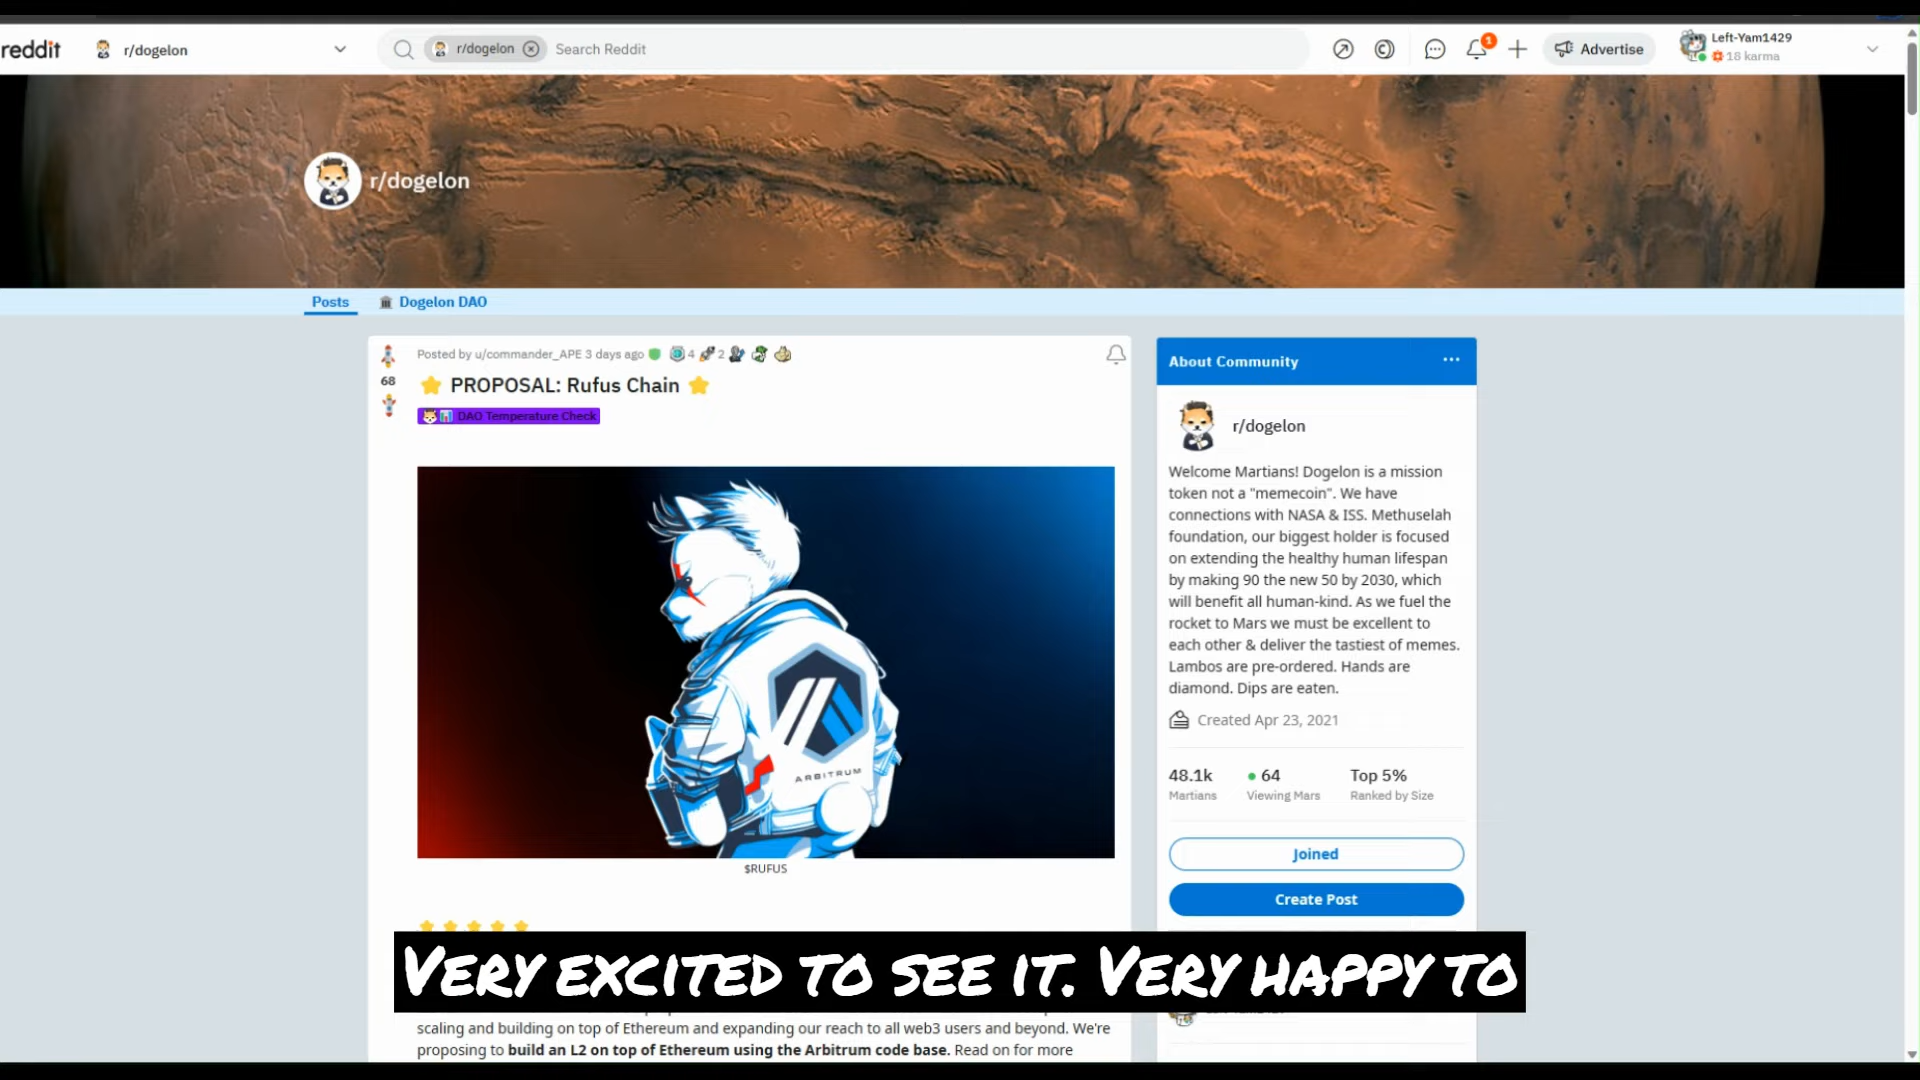 reddit
r/dogelon
r/dogelon
Search Reddit
1
Advertise
Left-Yam1429
18 karma
r/dogelon
Posts
Dogelon DAO
Posted by u/commander_APE 3 days ago
4
2
68
PROPOSAL: Rufus Chain
DAO Temperature Check
ARBITRUM
$RUFUS
VERY EXCITED TO SEE IT. VERY HAPPY TO
scaling and building on top of Ethereum and expanding our reach to all web3 users and beyond. We're
proposing to build an L2 on top of Ethereum using the Arbitrum code base. Read on for more
About Community
r/dogelon
Welcome Martians! Dogelon is a mission
token not a "memecoin". We have
connections with NASA & ISS. Methuselah
foundation, our biggest holder is focused
on extending the healthy human lifespan
by making 90 the new 50 by 2030, which
will benefit all human-kind. As we fuel the
rocket to Mars we must be excellent to
each other & deliver the tastiest of memes.
Lambos are pre-ordered. Hands are
diamond. Dips are eaten.
Created Apr 23, 2021
48.1k
64
Top 5%
Martians
Viewing Mars
Ranked by Size
Joined
Create Post